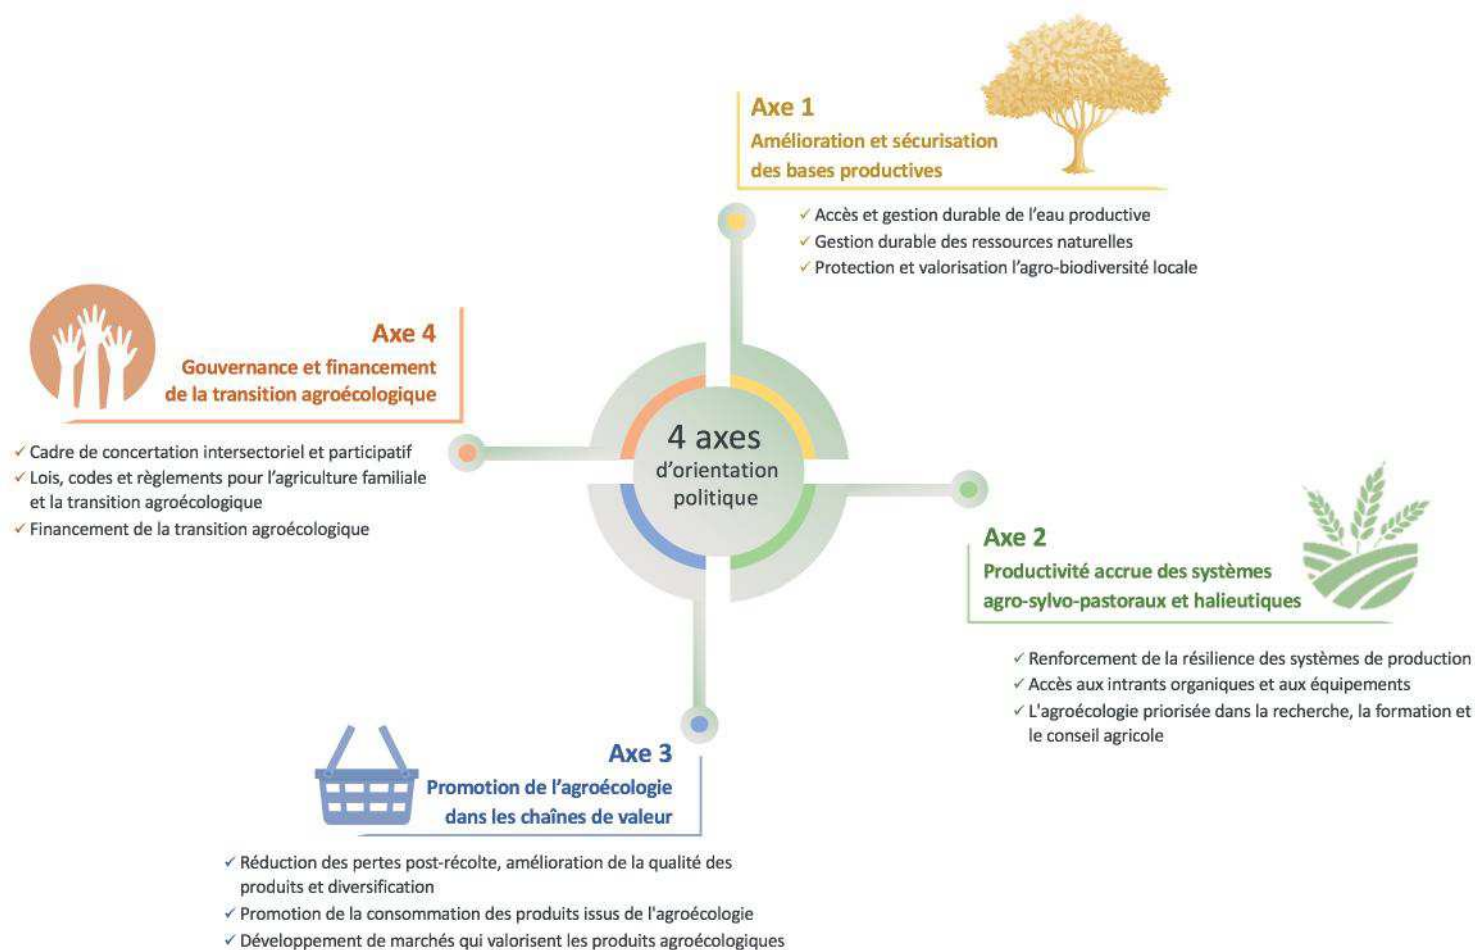 Axe 1
Amélioration et sécurisation
des bases productives
✓ Accès et gestion durable de l'eau productive
✓ Gestion durable des ressources naturelles
✓ Protection et valorisation l'agro-biodiversité locale
Axe 4
Gouvernance et financement
de la transition agroécologique
✓ Cadre de concertation intersectoriel et participatif
✓ Lois, codes et règlements pour l'agriculture familiale
et la transition agroécologique
✓ Financement de la transition agroécologique
4 axes
d'orientation
politique
Axe 2
Productivité accrue des systèmes
agro-sylvo-pastoraux et halieutiques
✓ Renforcement de la résilience des systèmes de production
✓ Accès aux intrants organiques et aux équipements
✓ L'agroécologie priorisée dans la recherche, la formation et
le conseil agricole
Axe 3
Promotion de l'agroécologie
dans les chaînes de valeur
✓ Réduction des pertes post-récolte, amélioration de la qualité des
produits et diversification
✓ Promotion de la consommation des produits issus de l'agroécologie
✓ Développement de marchés qui valorisent les produits agroécologiques